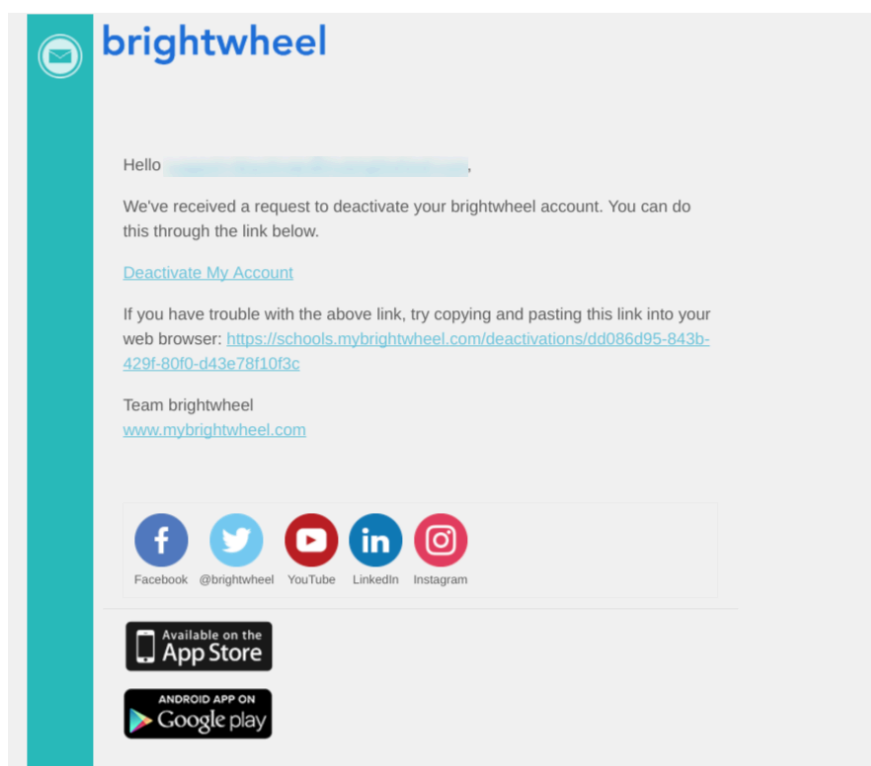 brightwheel
Hello ,
We've received a request to deactivate your brightwheel account. You can do
this through the link below.
Deactivate My Account
If you have trouble with the above link, try copying and pasting this link into your
web browser: https://schools.mybrightwheel.com/deactivations/dd086d95-843b-
429f-80f0-d43e78f10f3c
Team brightwheel
www.mybrightwheel.com
Facebook @brightwheel YouTube LinkedIn Instagram
Available on the
App Store
ANDROID APP ON
Google play